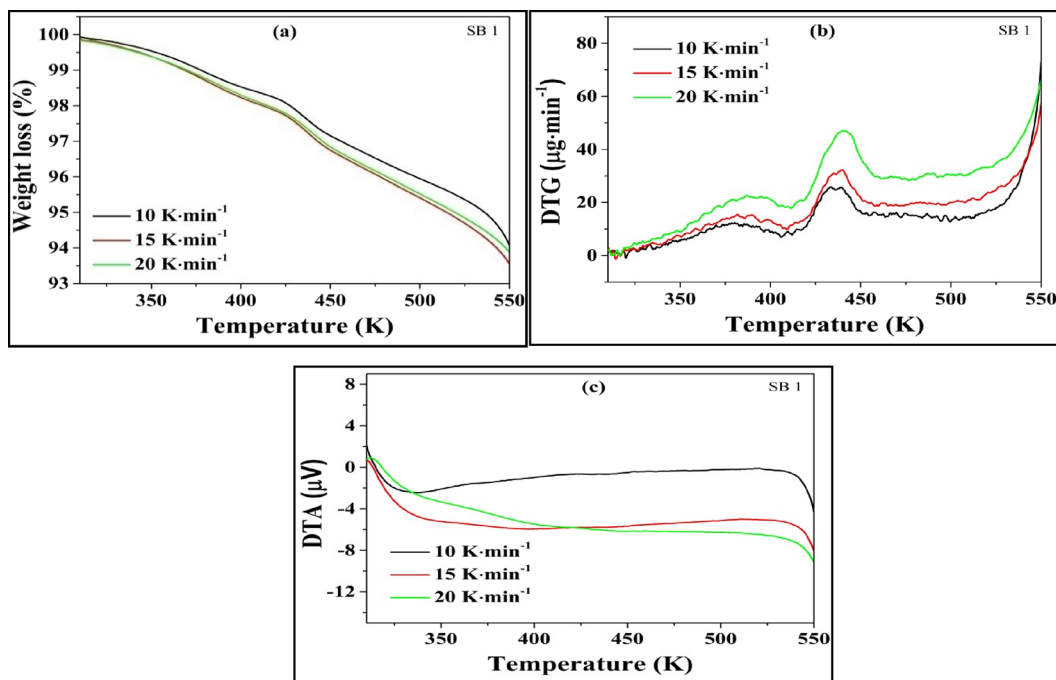 (a)
SB 1
100
99
98
97
96
95
94
93
Weight loss (%)
10 K·min⁻¹
15 K·min⁻¹
20 K·min⁻¹
350
400
450
500
550
Temperature (K)
(b)
SB 1
80
60
40
20
0
DTG (μg·min⁻¹)
10 K·min⁻¹
15 K·min⁻¹
20 K·min⁻¹
350
400
450
500
550
Temperature (K)
(c)
SB 1
8
4
0
-4
-8
-12
DTA (μV)
10 K·min⁻¹
15 K·min⁻¹
20 K·min⁻¹
350
400
450
500
550
Temperature (K)